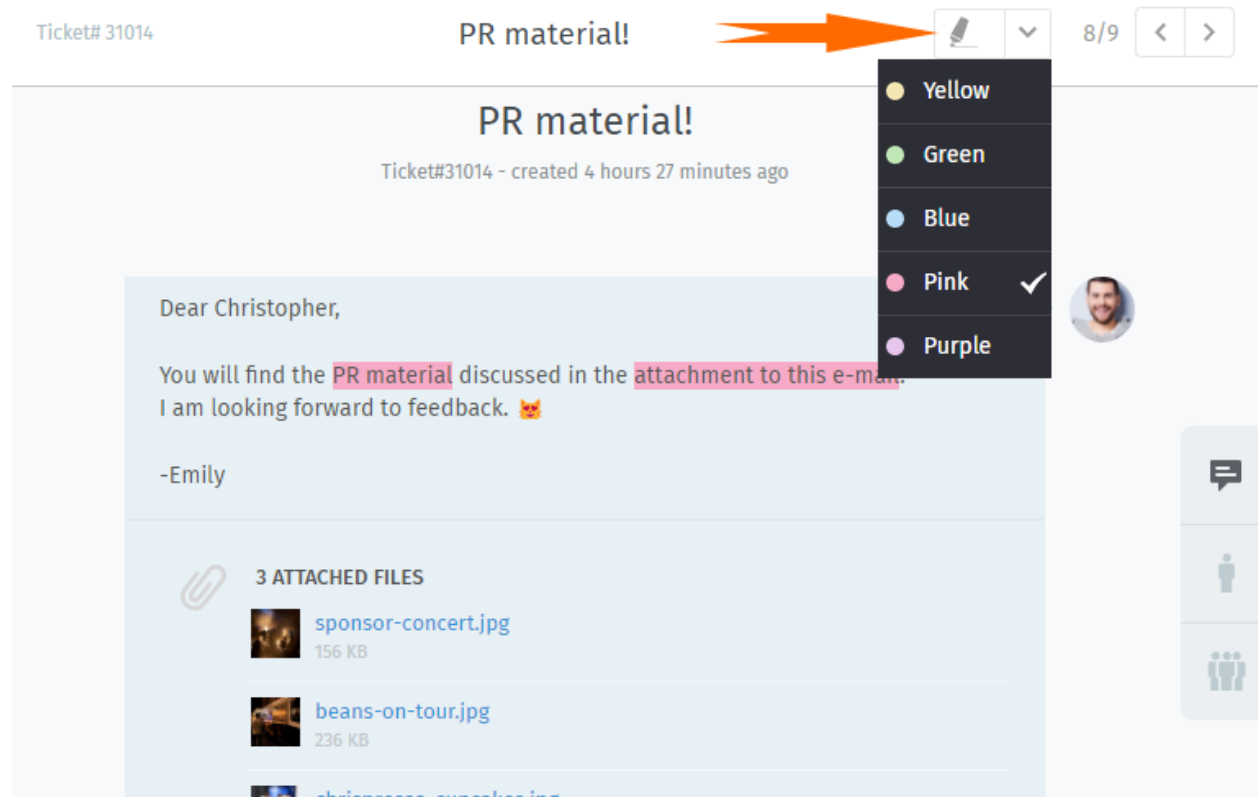 Ticket# 31014
PR material!
8/9
Yellow
Green
Blue
Pink
Purple
PR material!
Ticket#31014 - created 4 hours 27 minutes ago
Dear Christopher,
You will find the PR material discussed in the attachment to this e-mail.
I am looking forward to feedback. 😻
-Emily
3 ATTACHED FILES
sponsor-concert.jpg
156 KB
beans-on-tour.jpg
236 KB